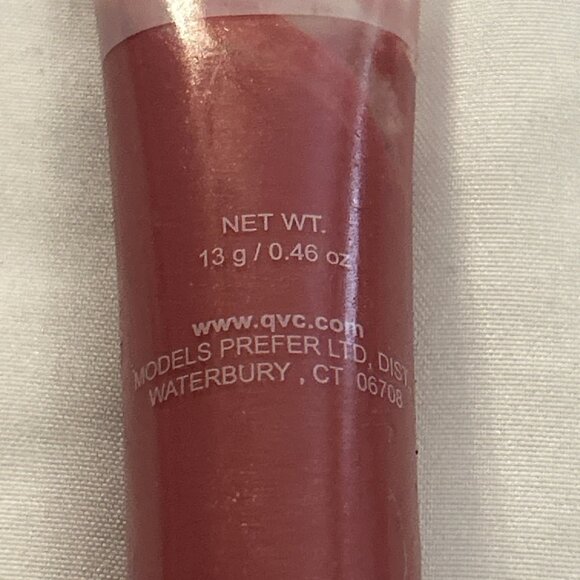 NET WT.
13 g / 0.46 oz
www.qvc.com
MODELS PREFER LTD, DIST,
WATERBURY , CT 06708